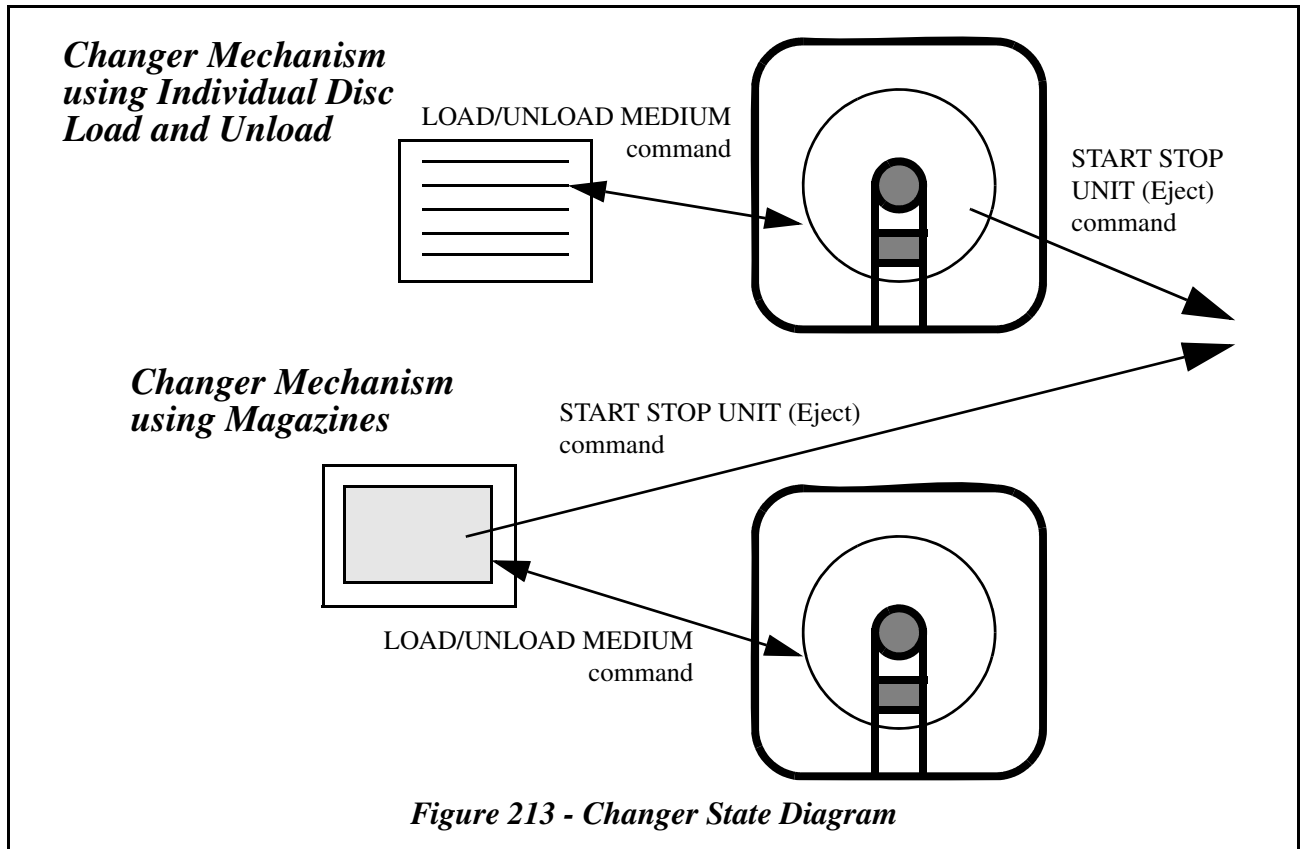 Changer Mechanism
using Individual Disc
Load and Unload
LOAD/UNLOAD MEDIUM
command
START STOP
UNIT (Eject)
command
Changer Mechanism
using Magazines
START STOP UNIT (Eject)
command
LOAD/UNLOAD MEDIUM
command
Figure 213 - Changer State Diagram